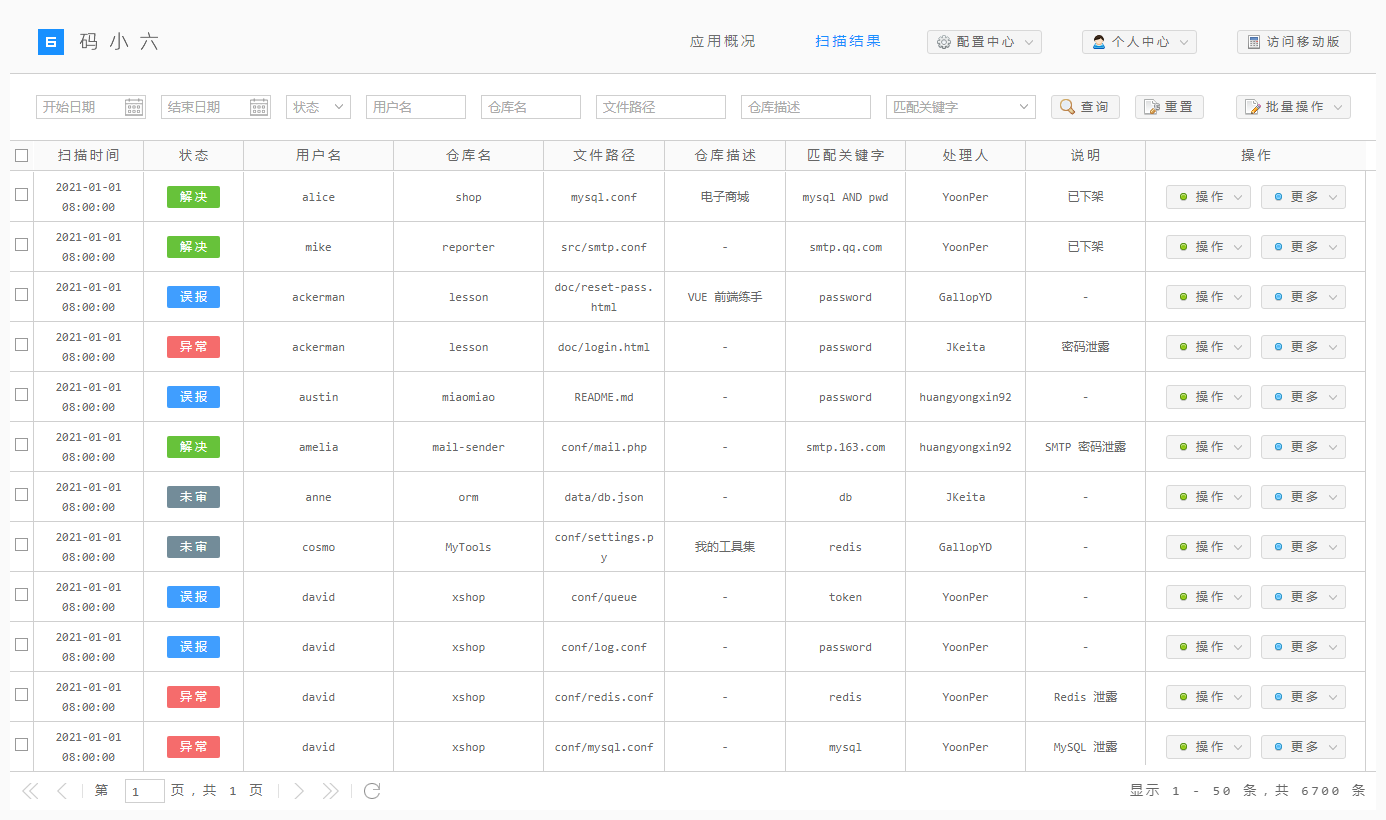 码小六
应用概况 扫描结果 配置中心 个人中心 访问移动版
开始日期 结束日期 状态 用户名 仓库名 文件路径 仓库描述 匹配关键字 查询 重置 批量操作
扫描时间 状态 用户名 仓库名 文件路径 仓库描述 匹配关键字 处理人 说明 操作
2021-01-01
08:00:00 解决 alice shop mysql.conf 电子商城 mysql AND pwd YoonPer 已下架 操作 更多
2021-01-01
08:00:00 解决 mike reporter src/smtp.conf - smtp.qq.com YoonPer 已下架 操作 更多
2021-01-01 doc/reset-pass.
08:00:00 误报 ackerman lesson html VUE 前端练手 password GallopYD - 操作 更多
2021-01-01
08:00:00 异常 ackerman lesson doc/login.html - password JKeita 密码泄露 操作 更多
2021-01-01
08:00:00 误报 austin miaomiao README.md - password huangyongxin92 - 操作 更多
2021-01-01
08:00:00 解决 amelia mail-sender conf/mail.php - smtp.163.com huangyongxin92 SMTP 密码泄露 操作 更多
2021-01-01
08:00:00 未审 anne orm data/db.json - db JKeita - 操作 更多
2021-01-01 conf/settings.p
08:00:00 未审 cosmo MyTools y 我的工具集 redis GallopYD - 操作 更多
2021-01-01
08:00:00 误报 david xshop conf/queue - token YoonPer - 操作 更多
2021-01-01
08:00:00 误报 david xshop conf/log.conf - password YoonPer - 操作 更多
2021-01-01
08:00:00 异常 david xshop conf/redis.conf - redis YoonPer Redis 泄露 操作 更多
2021-01-01
08:00:00 异常 david xshop conf/mysql.conf - mysql YoonPer MySQL 泄露 操作 更多
第 1 页,共 1 页 显示 1 - 50 条,共 6700 条